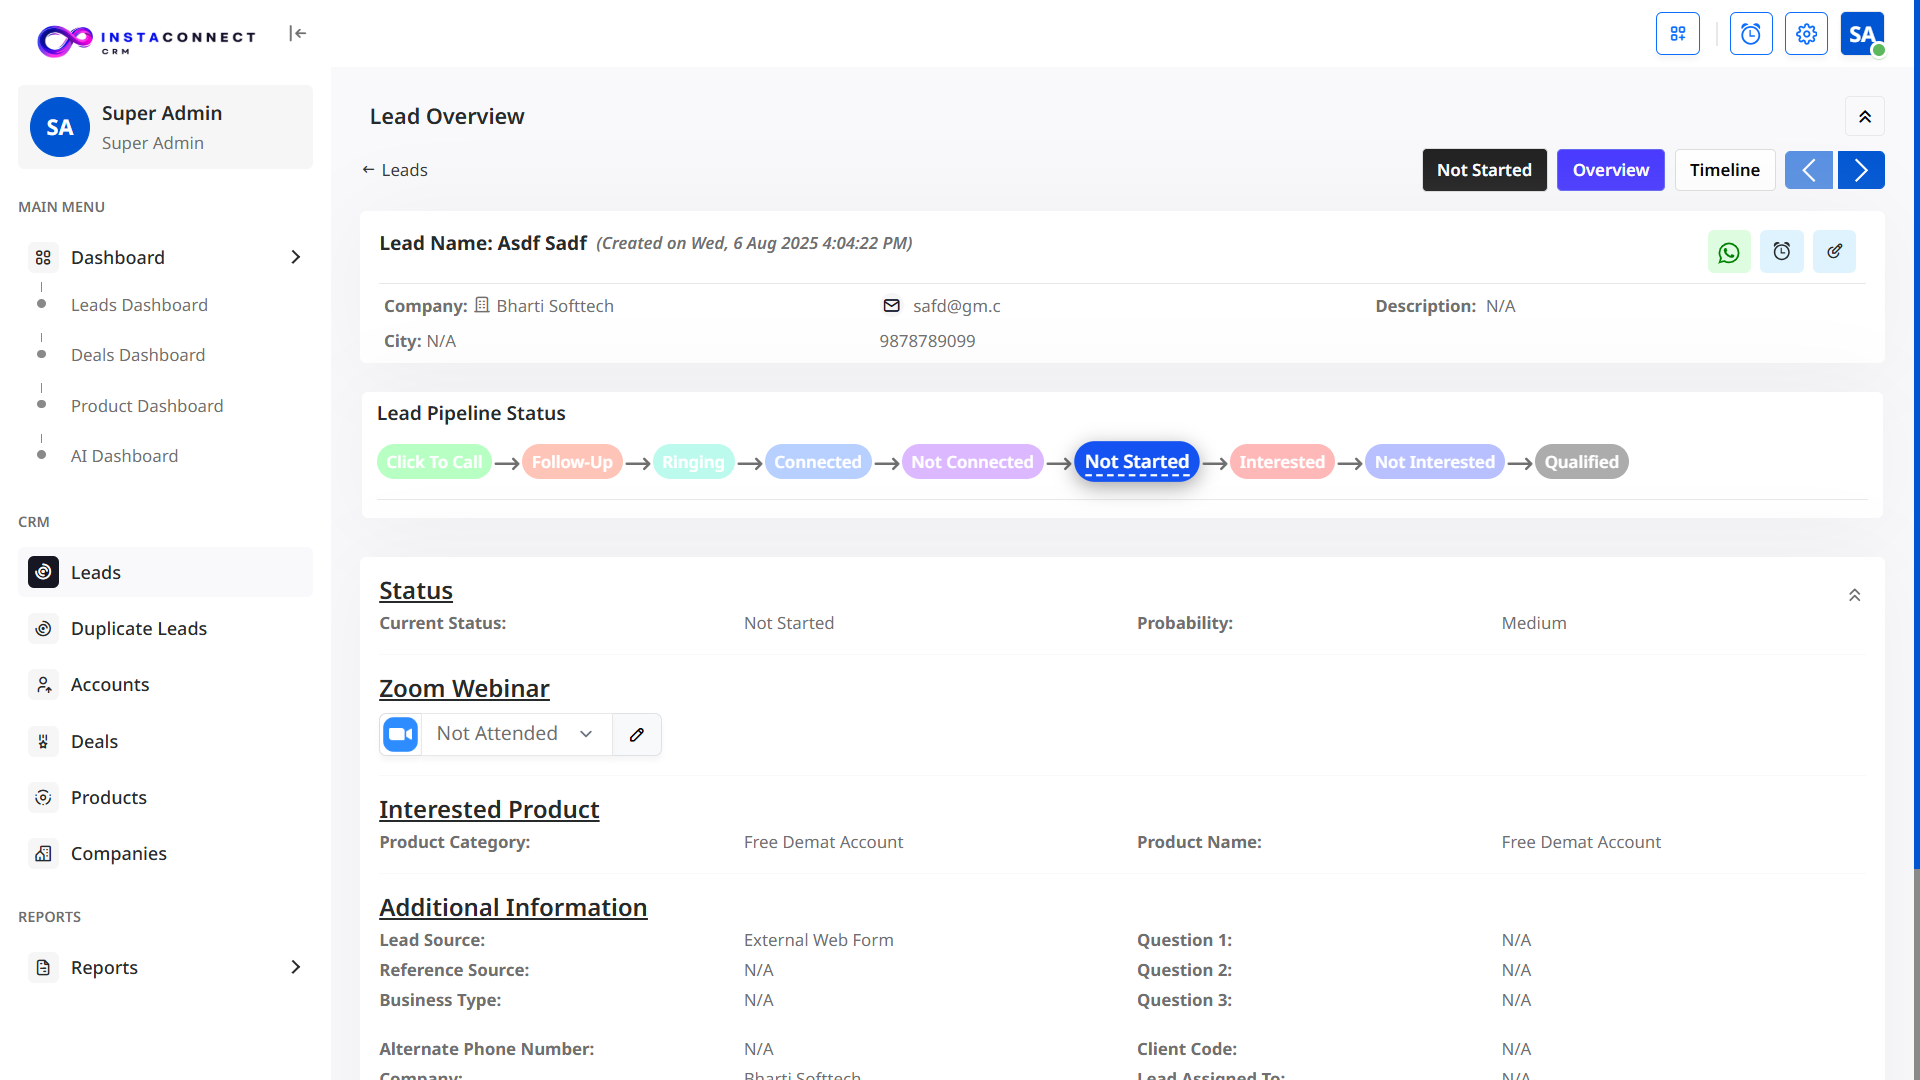 INSTACONNECT
CRM
SA
SA
Super Admin
Super Admin
MAIN MENU
Dashboard
Leads Dashboard
Deals Dashboard
Product Dashboard
AI Dashboard
CRM
Leads
Duplicate Leads
Accounts
Deals
Products
Companies
REPORTS
Reports
Lead Overview
← Leads
Not Started
Overview
Timeline
Lead Name: Asdf Sadf (Created on Wed, 6 Aug 2025 4:04:22 PM)
Company: Bharti Softtech
safd@gm.c
Description: N/A
City: N/A
9878789099
Lead Pipeline Status
Click To Call
Follow-Up
Ringing
Connected
Not Connected
Not Started
Interested
Not Interested
Qualified
Status
Current Status: Not Started Probability: Medium
Zoom Webinar
Not Attended
Interested Product
Product Category: Free Demat Account Product Name: Free Demat Account
Additional Information
Lead Source: External Web Form Question 1: N/A
Reference Source: N/A Question 2: N/A
Business Type: N/A Question 3: N/A
Alternate Phone Number: N/A Client Code: N/A
Company: Bharti Softtech Lead Assigned To: N/A